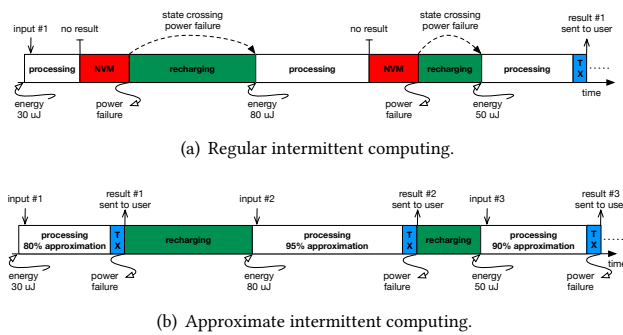 input #1
no result
state crossing
power failure
no result
state crossing
power failure
result #1
sent to user
processing
NVM
recharging
processing
NVM
recharging
processing
T
X
.....
time
energy
30 uJ
power
failure
energy
80 uJ
power
failure
energy
50 uJ
(a) Regular intermittent computing.
input #1
result #1
sent to user
input #2
result #2
sent to user
input #3
result #3
sent to user
processing
80% approximation
T
X
recharging
processing
95% approximation
T
X
recharging
processing
90% approximation
T
X
.....
time
energy
30 uJ
power
failure
energy
80 uJ
power
failure
energy
50 uJ
power
failure
(b) Approximate intermittent computing.